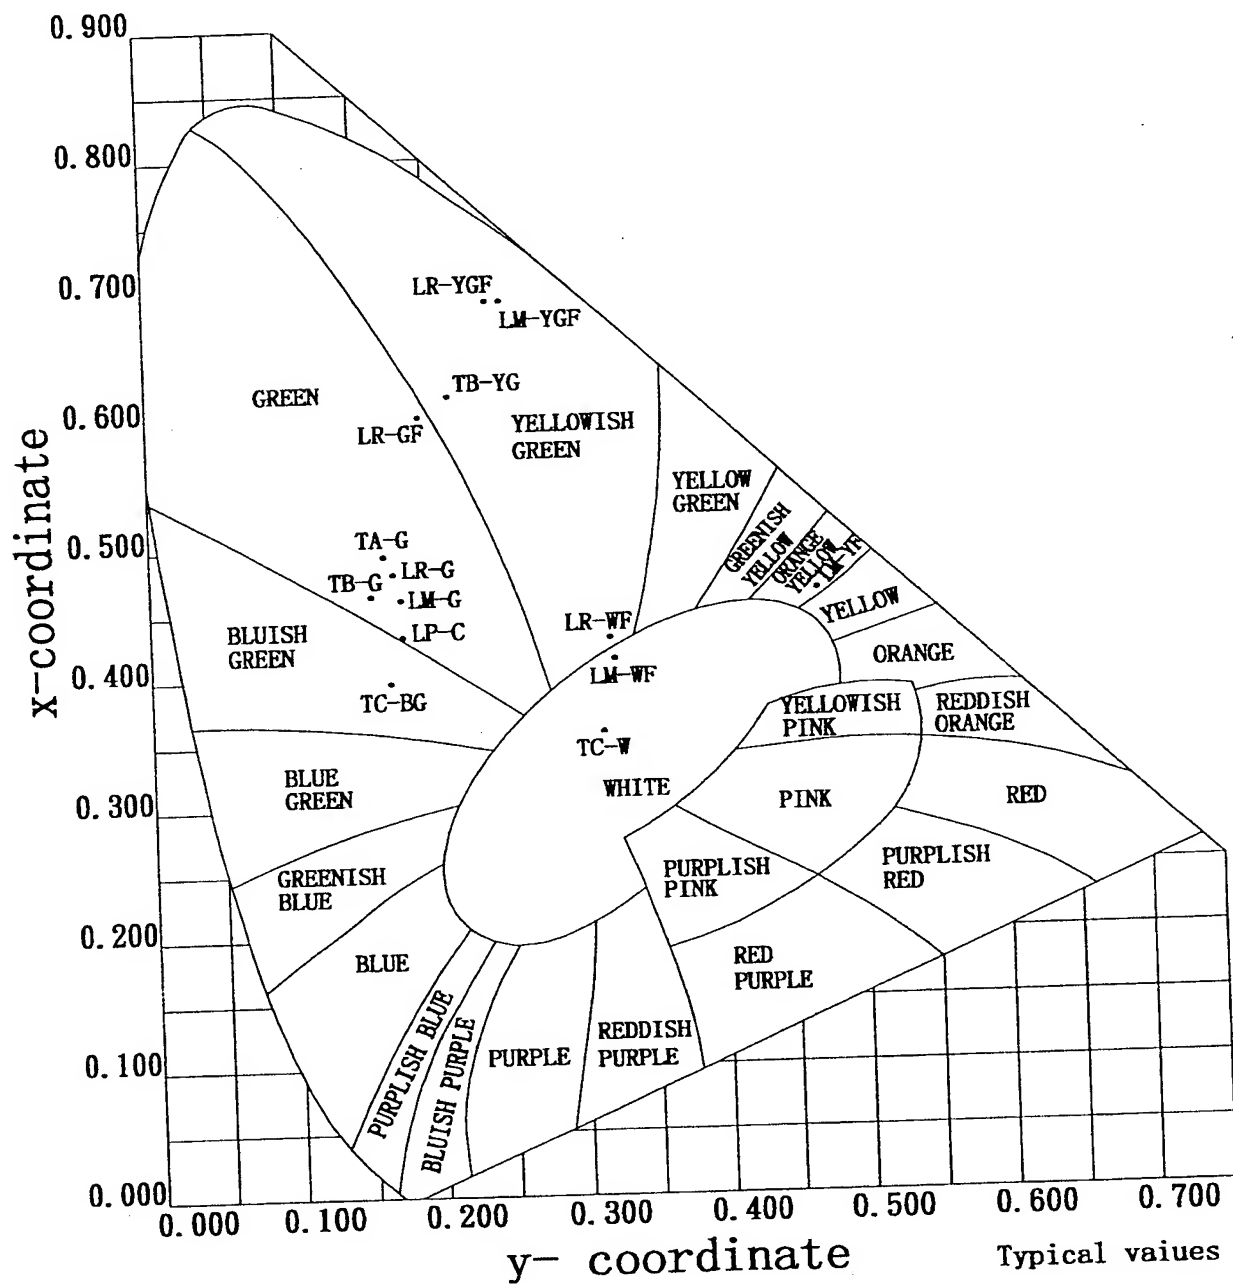 0.900
0.800
0.700
LR-YGF
LM-YGF
TB-YG
GREEN
0.600
LR-GF
YELLOWISH
GREEN
YELLOW
GREEN
GREENISH
YELLOW
ORANGE
YELLOW
LM-YF
x-coordinate
0.500
TA-G
LR-G
TB-G
LM-G
LP-C
BLUISH
GREEN
LR-WF
YELLOW
ORANGE
0.400
LM-WF
TC-BG
YELLOWISH
PINK
REDDISH
ORANGE
TC-W
BLUE
GREEN
WHITE
PINK
RED
0.300
GREENISH
BLUE
PURPLISH
PINK
PURPLISH
RED
0.200
BLUE
RED
PURPLE
PURPLISH BLUE
BLUISH PURPLE
PURPLE
REDDISH
PURPLE
0.100
0.000
0.000 0.100 0.200 0.300 0.400 0.500 0.600 0.700
y- coordinate
Typical vaiues